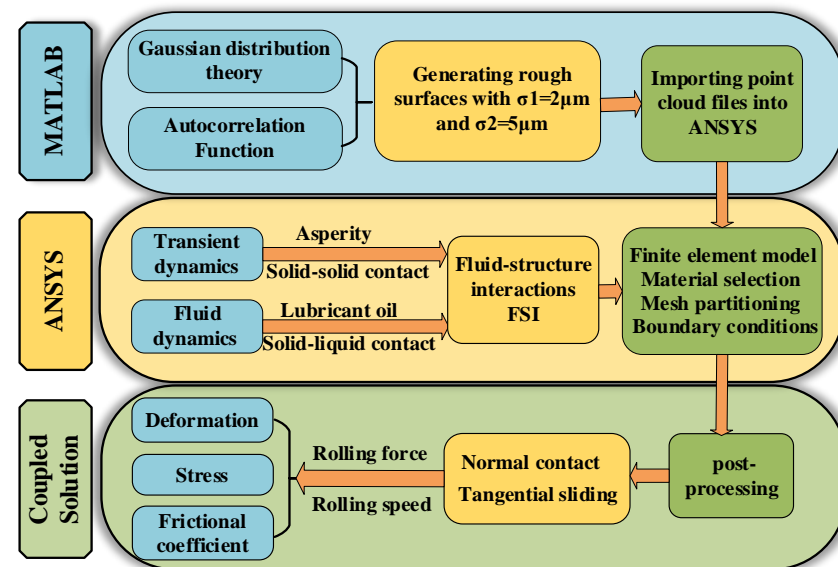 MATLAB
Gaussian distribution
theory
Autocorrelation
Function
Generating rough
surfaces with σ1=2μm
and σ2=5μm
Importing point
cloud files into
ANSYS
ANSYS
Transient
dynamics
Asperity
Solid-solid contact
Fluid
dynamics
Lubricant oil
Solid-liquid contact
Fluid-structure
interactions
FSI
Finite element model
Material selection
Mesh partitioning
Boundary conditions
Coupled
Solution
Deformation
Stress
Frictional
coefficient
Rolling force
Rolling speed
Normal contact
Tangential sliding
post-
processing